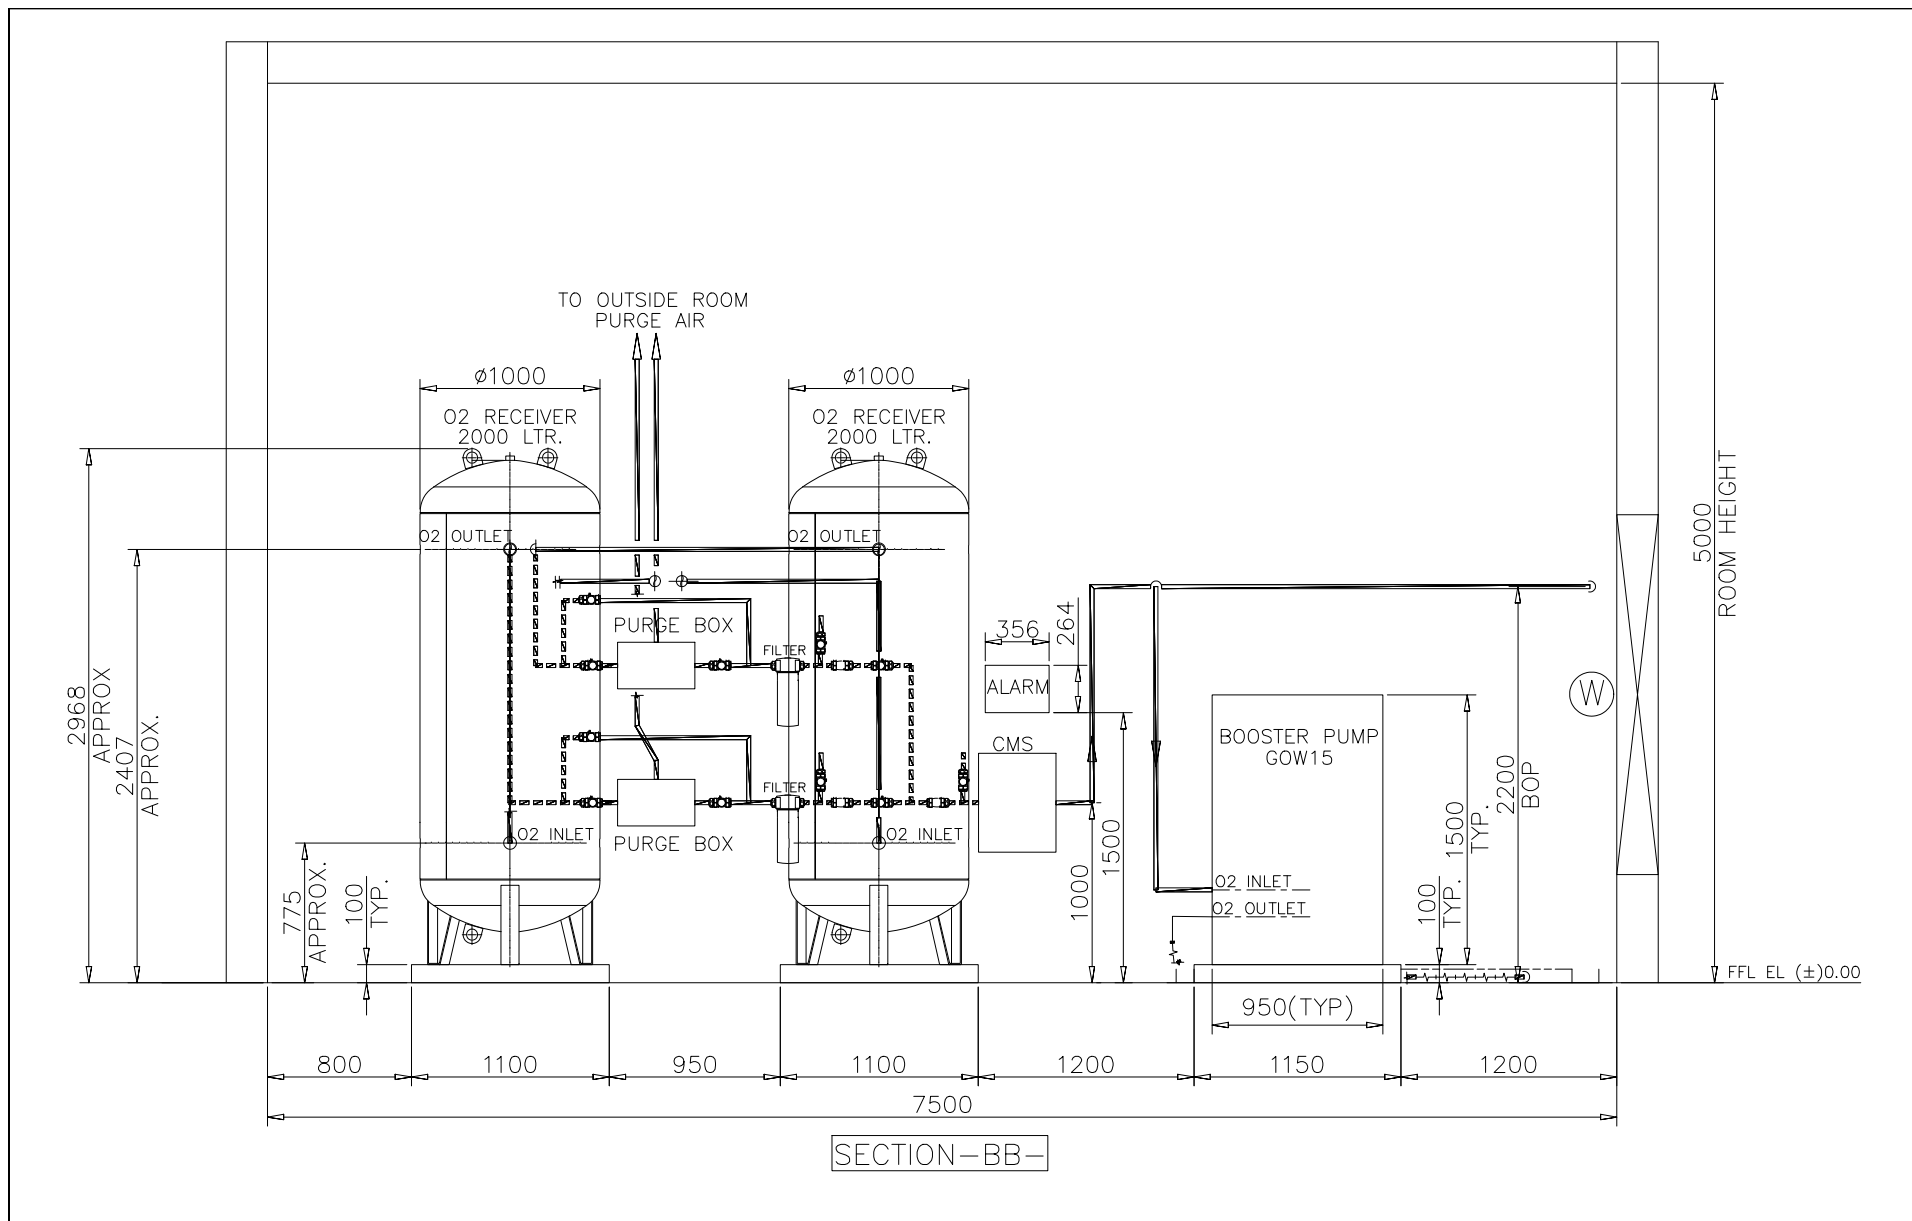 TO OUTSIDE ROOM
PURGE AIR
ø1000
ø1000
O2 RECEIVER
2000 LTR.
O2 RECEIVER
2000 LTR.
O2 OUTLET
O2 OUTLET
PURGE BOX
FILTER
PURGE BOX
FILTER
O2 INLET
O2 INLET
356
264
ALARM
CMS
BOOSTER PUMP
GOW15
O2 INLET
O2 OUTLET
W
5000
ROOM HEIGHT
2968
APPROX
2407
APPROX.
775
APPROX.
100
TYP.
1000
1500
1500
TYP.
100
TYP.
2200
BOP
FFL EL (±)0.00
950(TYP)
800
1100
950
1100
1200
1150
1200
7500
SECTION-BB-